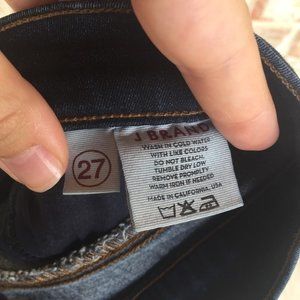 27
J BRAND
WASH IN COLD WATER
WITH LIKE COLORS
DO NOT BLEACH.
TUMBLE DRY LOW
REMOVE PROMPTLY
WARM IRON IF NEEDED
MADE IN CALIFORNIA, USA